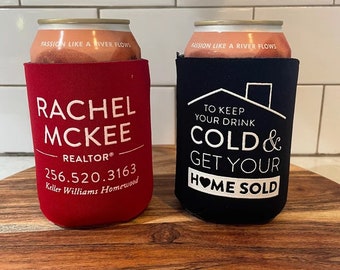 PASSION LIKE A RIVER FLOWS
RACHEL
MCKEE
REALTOR®
256.520.3163
Keller Williams Homewood
PASSION LIKE A RIVER FLOWS
TO KEEP
YOUR DRINK
COLD &
GET YOUR
HOME SOLD